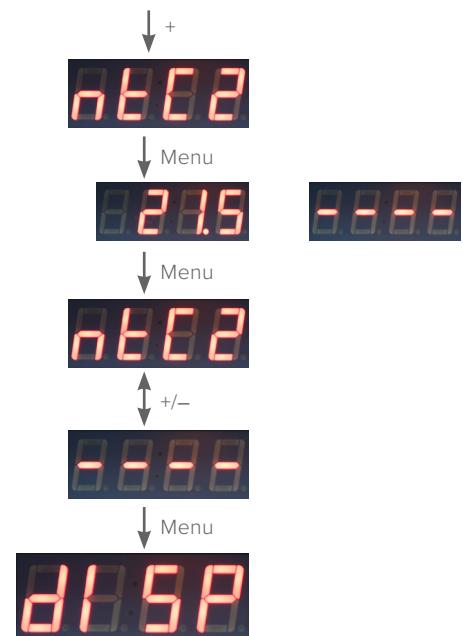 +
ntC2
Menu
21.5 - - - -
Menu
ntC2
+/–
- - - -
Menu
dISP